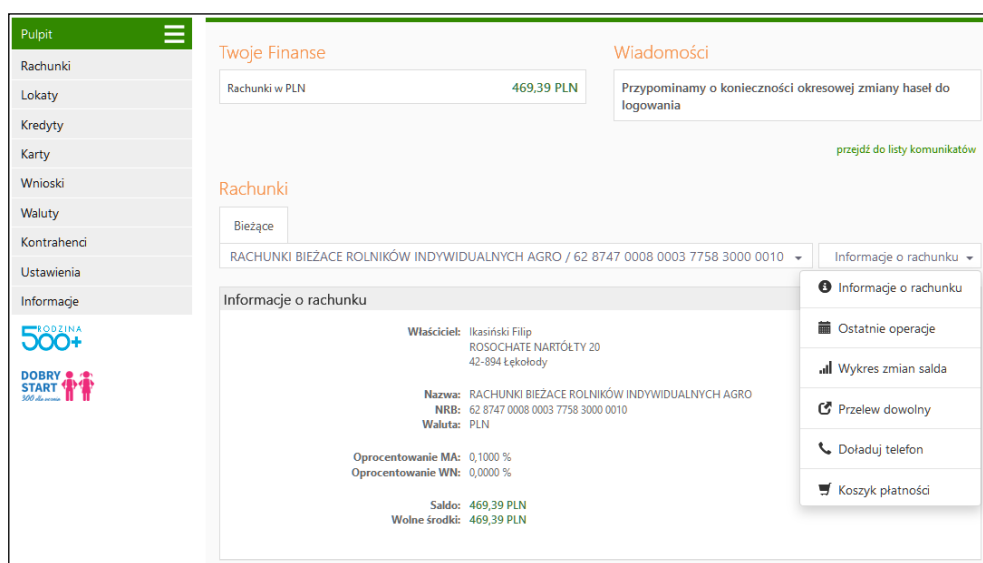 Pulpit
Rachunki
Lokaty
Kredyty
Karty
Wnioski
Waluty
Kontrahenci
Ustawienia
Informacje
RODZINA
500+
DOBRY
START
300 dla ucznia
Twoje Finanse
Rachunki w PLN 469,39 PLN
Wiadomości
Przypominamy o konieczności okresowej zmiany haseł do
logowania
przejdź do listy komunikatów
Rachunki
Bieżące
RACHUNKI BIEŻACE ROLNIKÓW INDYWIDUALNYCH AGRO / 62 8747 0008 0003 7758 3000 0010
Informacje o rachunku
Informacje o rachunku
Ostatnie operacje
Wykres zmian salda
Przelew dowolny
Doładuj telefon
Koszyk płatności
Informacje o rachunku
Właściciel: Ikasiński Filip
ROSOCHATE NARTÓŁTY 20
42-894 Łękołody
Nazwa: RACHUNKI BIEŻACE ROLNIKÓW INDYWIDUALNYCH AGRO
NRB: 62 8747 0008 0003 7758 3000 0010
Waluta: PLN
Oprocentowanie MA: 0,1000 %
Oprocentowanie WN: 0,0000 %
Saldo: 469,39 PLN
Wolne środki: 469,39 PLN